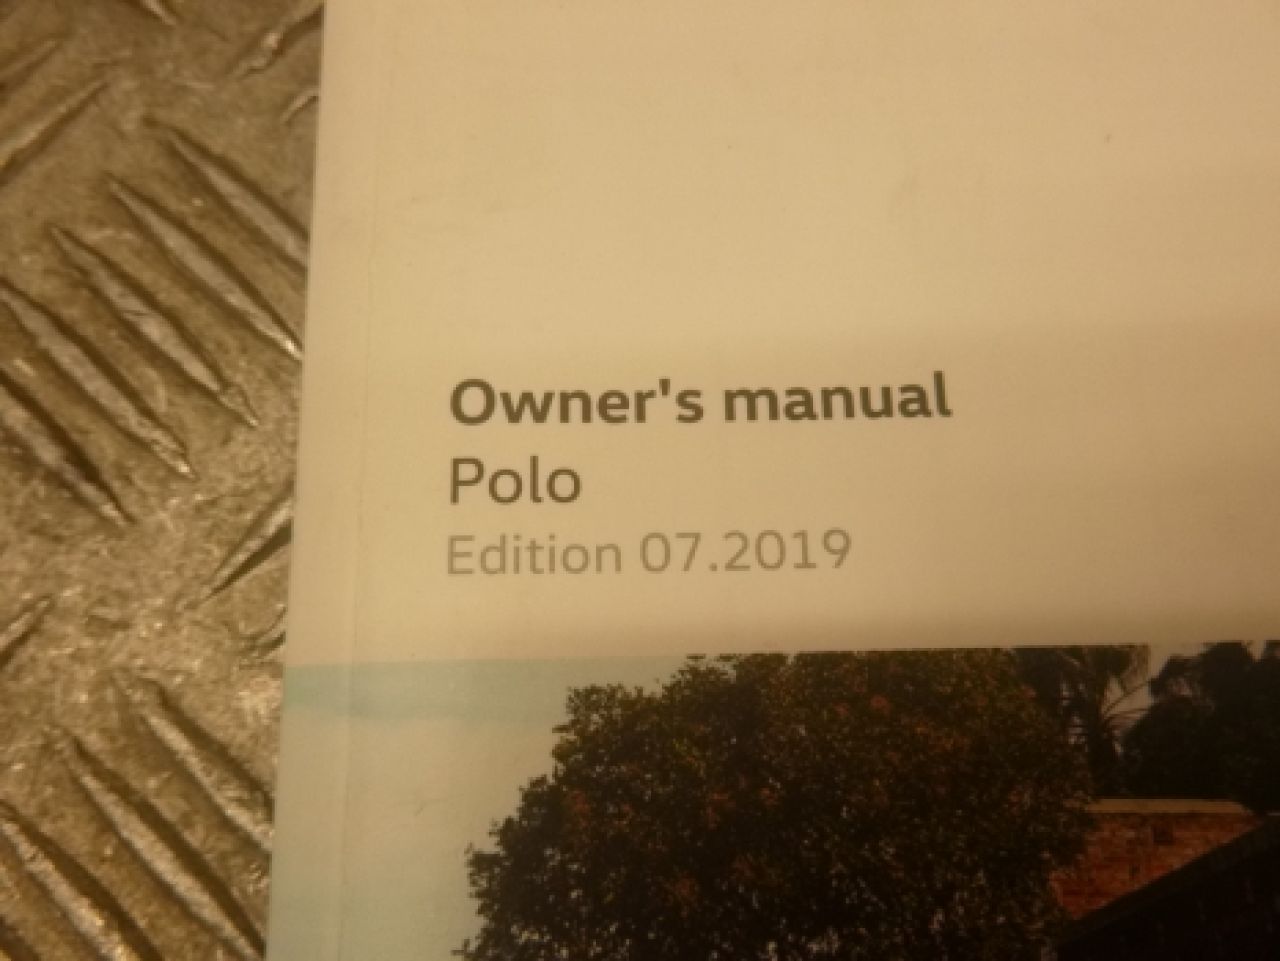 Owner's manual
Polo
Edition 07.2019